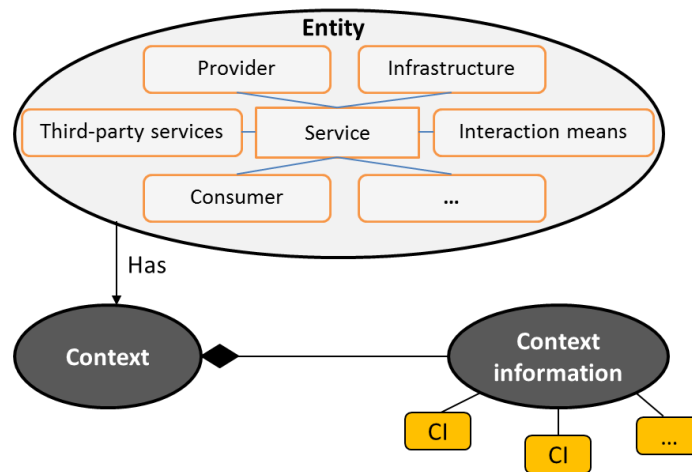 Entity
Provider
Infrastructure
Third-party services
Service
Interaction means
Consumer
...
Has
Context
Context
information
CI
CI
...